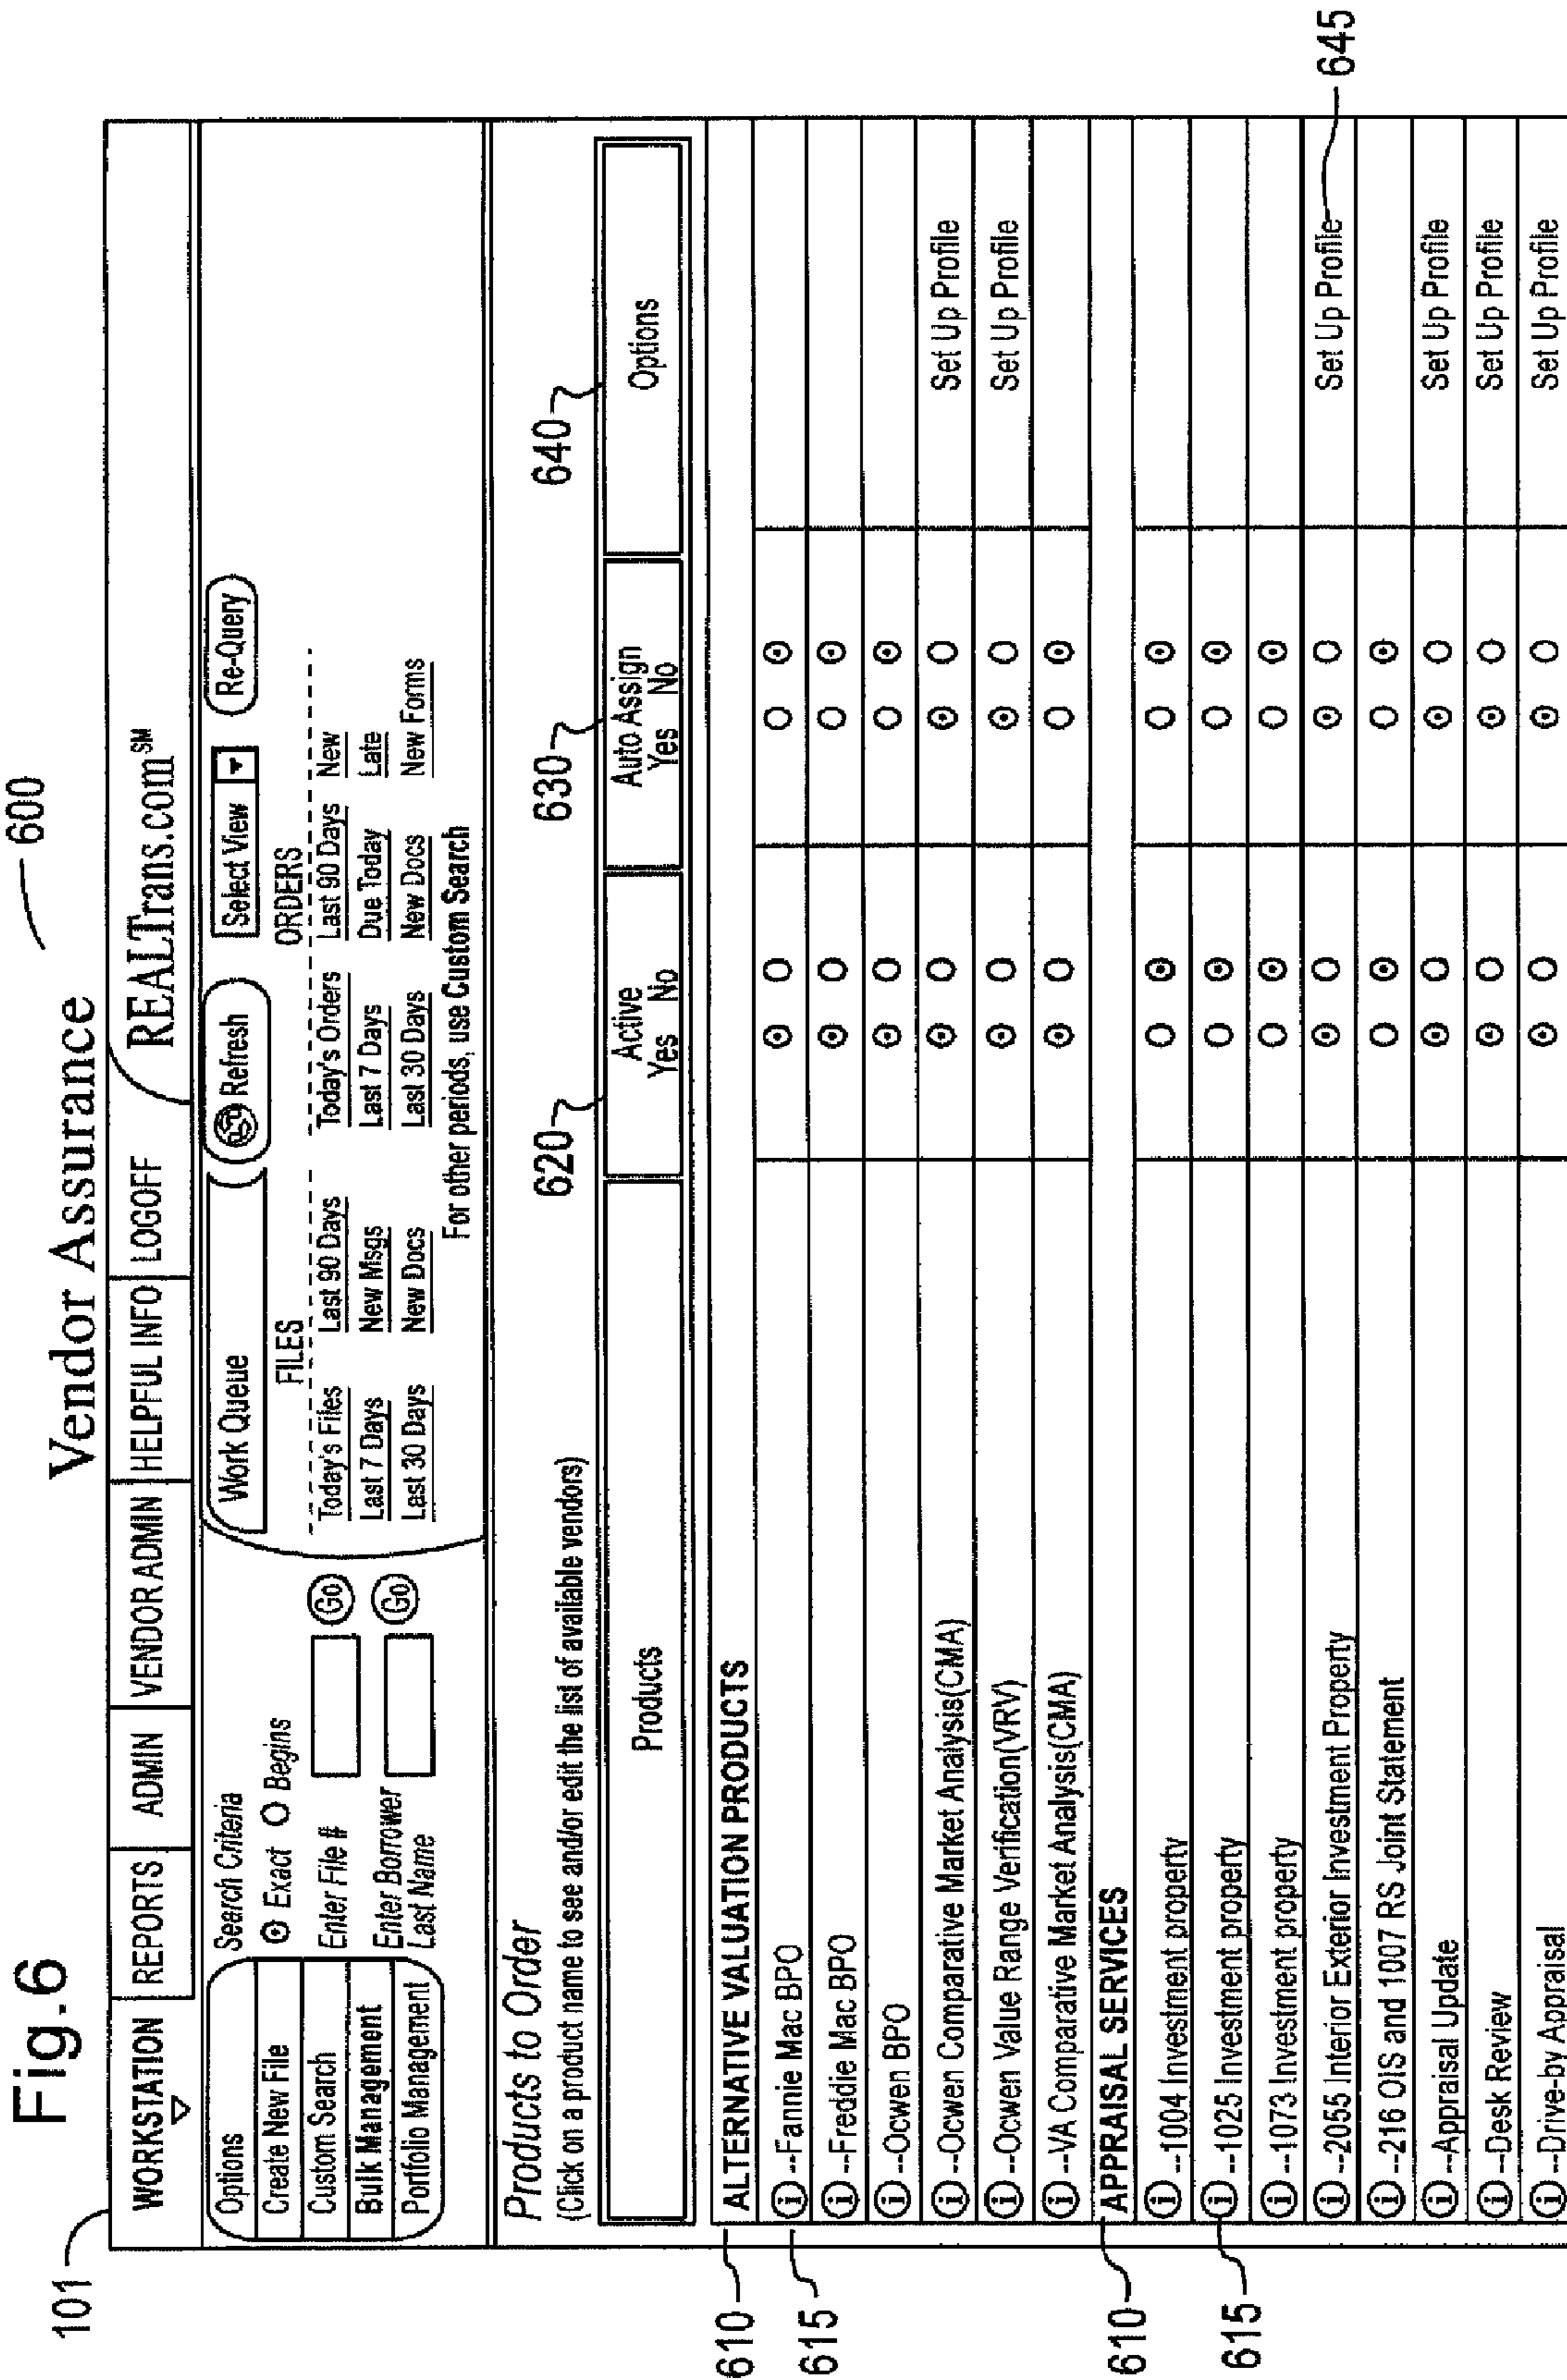 Fig.6
600
Vendor Assurance
101
WORKSTATION REPORTS ADMIN VENDOR ADMIN HELPFUL INFO LOGOFF REALTrans.com℠
Options
Create New File
Custom Search
Bulk Management
Portfolio Management
Search Criteria
Exact Begins
Enter File # Go
Enter Borrower Go
Last Name
Work Queue Refresh Select View Re-Query
FILES ORDERS
Today's Files Last 90 Days Today's Orders Last 90 Days New
Last 7 Days New Msgs Last 7 Days Due Today Late
Last 30 Days New Docs Last 30 Days New Docs New Forms
For other periods, use Custom Search
Products to Order
(Click on a product name to see and/or edit the list of available vendors)
620 630 640
Products Active Auto Assign Options
Yes No Yes No
610 ALTERNATIVE VALUATION PRODUCTS
615 i --Fannie Mac BPO
i --Freddie Mac BPO
i --Ocwen BPO
i --Ocwen Comparative Market Analysis(CMA) Set Up Profile
i --Ocwen Value Range Verification(VRV) Set Up Profile
i --VA Comparative Market Analysis(CMA)
610 APPRAISAL SERVICES
i --1004 Investment property
615 i --1025 Investment property
i --1073 Investment property
i --2055 Interior Exterior Investment Property Set Up Profile 645
i --216 OIS and 1007 RS Joint Statement
i --Appraisal Update Set Up Profile
i --Desk Review Set Up Profile
i --Drive-by Appraisal Set Up Profile